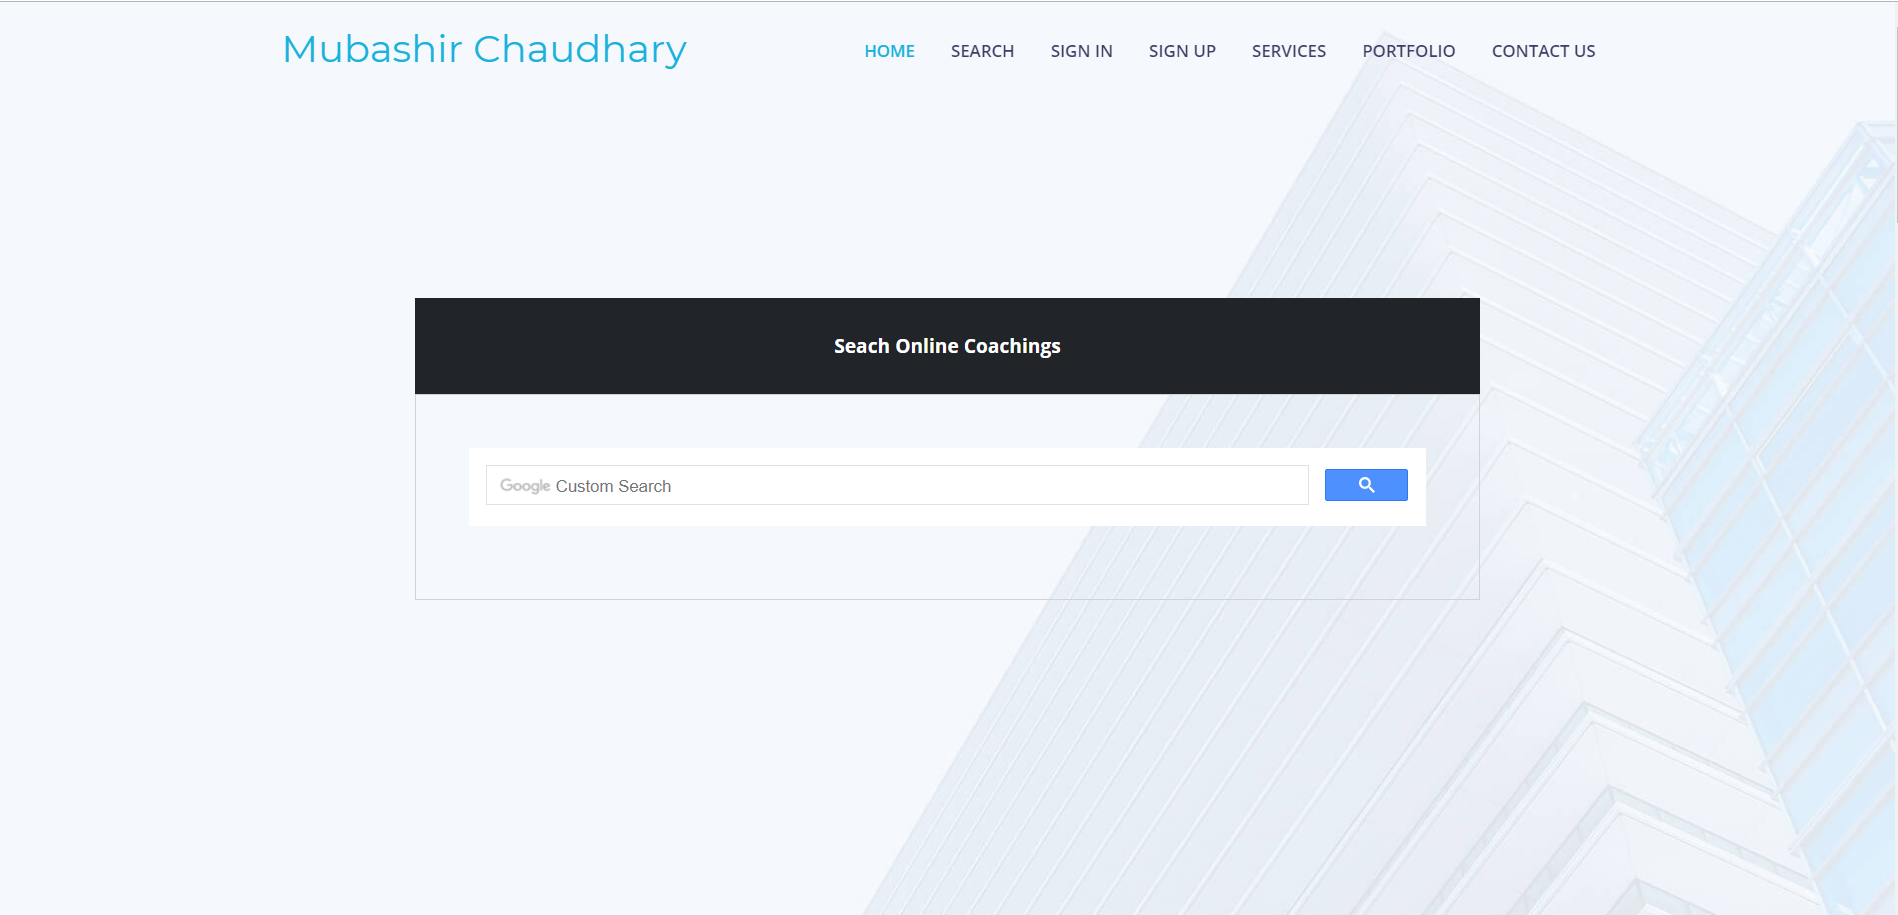 Mubashir Chaudhary
HOME SEARCH SIGN IN SIGN UP SERVICES PORTFOLIO CONTACT US
Seach Online Coachings
Google Custom Search